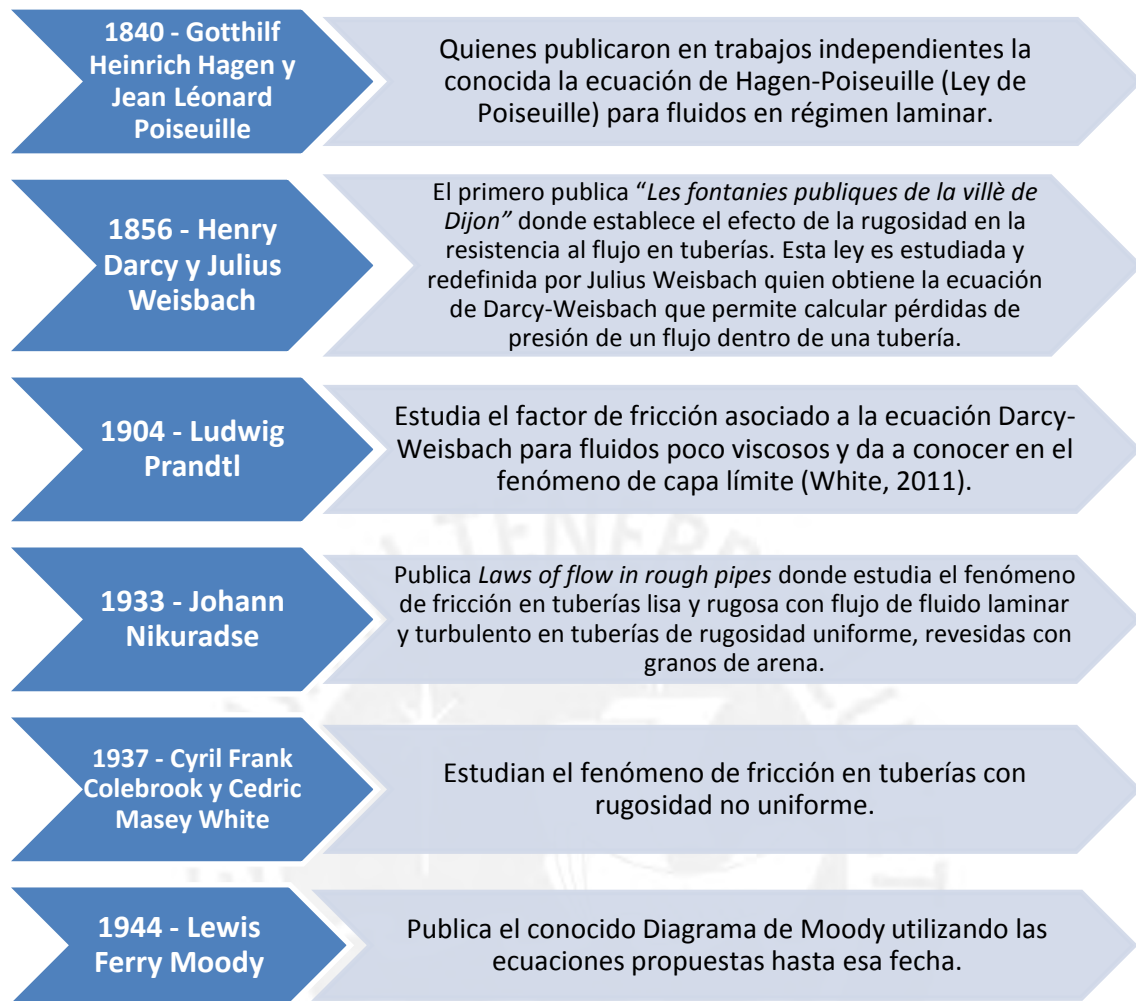 1840 - Gotthilf
Heinrich Hagen y
Jean Léonard
Poiseuille
Quienes publicaron en trabajos independientes la
conocida la ecuación de Hagen-Poiseuille (Ley de
Poiseuille) para fluidos en régimen laminar.
1856 - Henry
Darcy y Julius
Weisbach
El primero publica “Les fontanies publiques de la villè de
Dijon” donde establece el efecto de la rugosidad en la
resistencia al flujo en tuberías. Esta ley es estudiada y
redefinida por Julius Weisbach quien obtiene la ecuación
de Darcy-Weisbach que permite calcular pérdidas de
presión de un flujo dentro de una tubería.
1904 - Ludwig
Prandtl
Estudia el factor de fricción asociado a la ecuación Darcy-
Weisbach para fluidos poco viscosos y da a conocer en el
fenómeno de capa límite (White, 2011).
1933 - Johann
Nikuradse
Publica Laws of flow in rough pipes donde estudia el fenómeno
de fricción en tuberías lisa y rugosa con flujo de fluido laminar
y turbulento en tuberías de rugosidad uniforme, revesidas con
granos de arena.
1937 - Cyril Frank
Colebrook y Cedric
Masey White
Estudian el fenómeno de fricción en tuberías con
rugosidad no uniforme.
1944 - Lewis
Ferry Moody
Publica el conocido Diagrama de Moody utilizando las
ecuaciones propuestas hasta esa fecha.